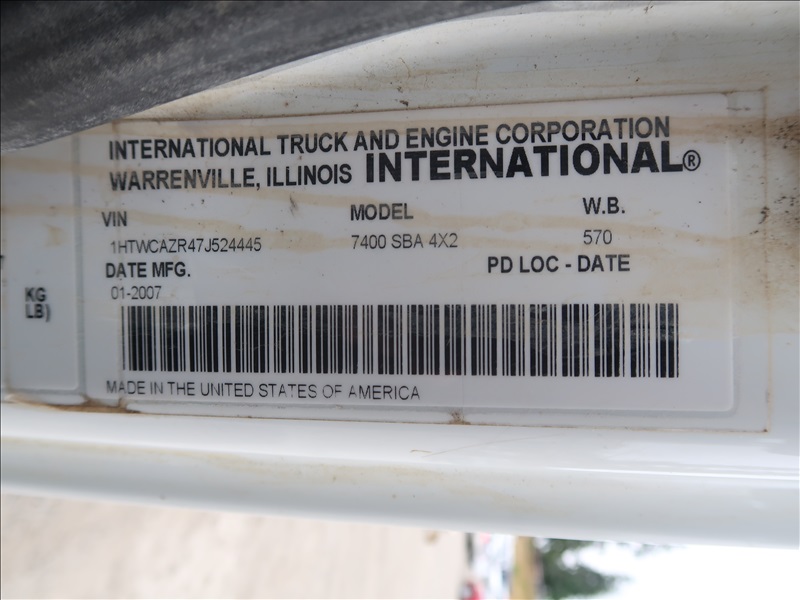 INTERNATIONAL TRUCK AND ENGINE CORPORATION
WARRENVILLE, ILLINOIS INTERNATIONAL®
VIN MODEL W.B.
1HTWCAZR47J524445 7400 SBA 4X2 570
DATE MFG. PD LOC - DATE
01-2007
KG
LB)
MADE IN THE UNITED STATES OF AMERICA